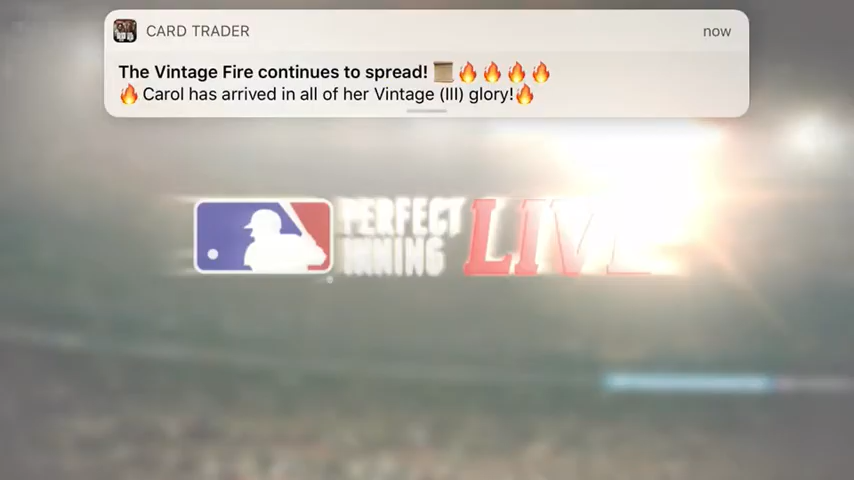 CARD TRADER
now
The Vintage Fire continues to spread! 📜🔥🔥🔥🔥
🔥Carol has arrived in all of her Vintage (III) glory!🔥
PERFECT
INNING
LIVE